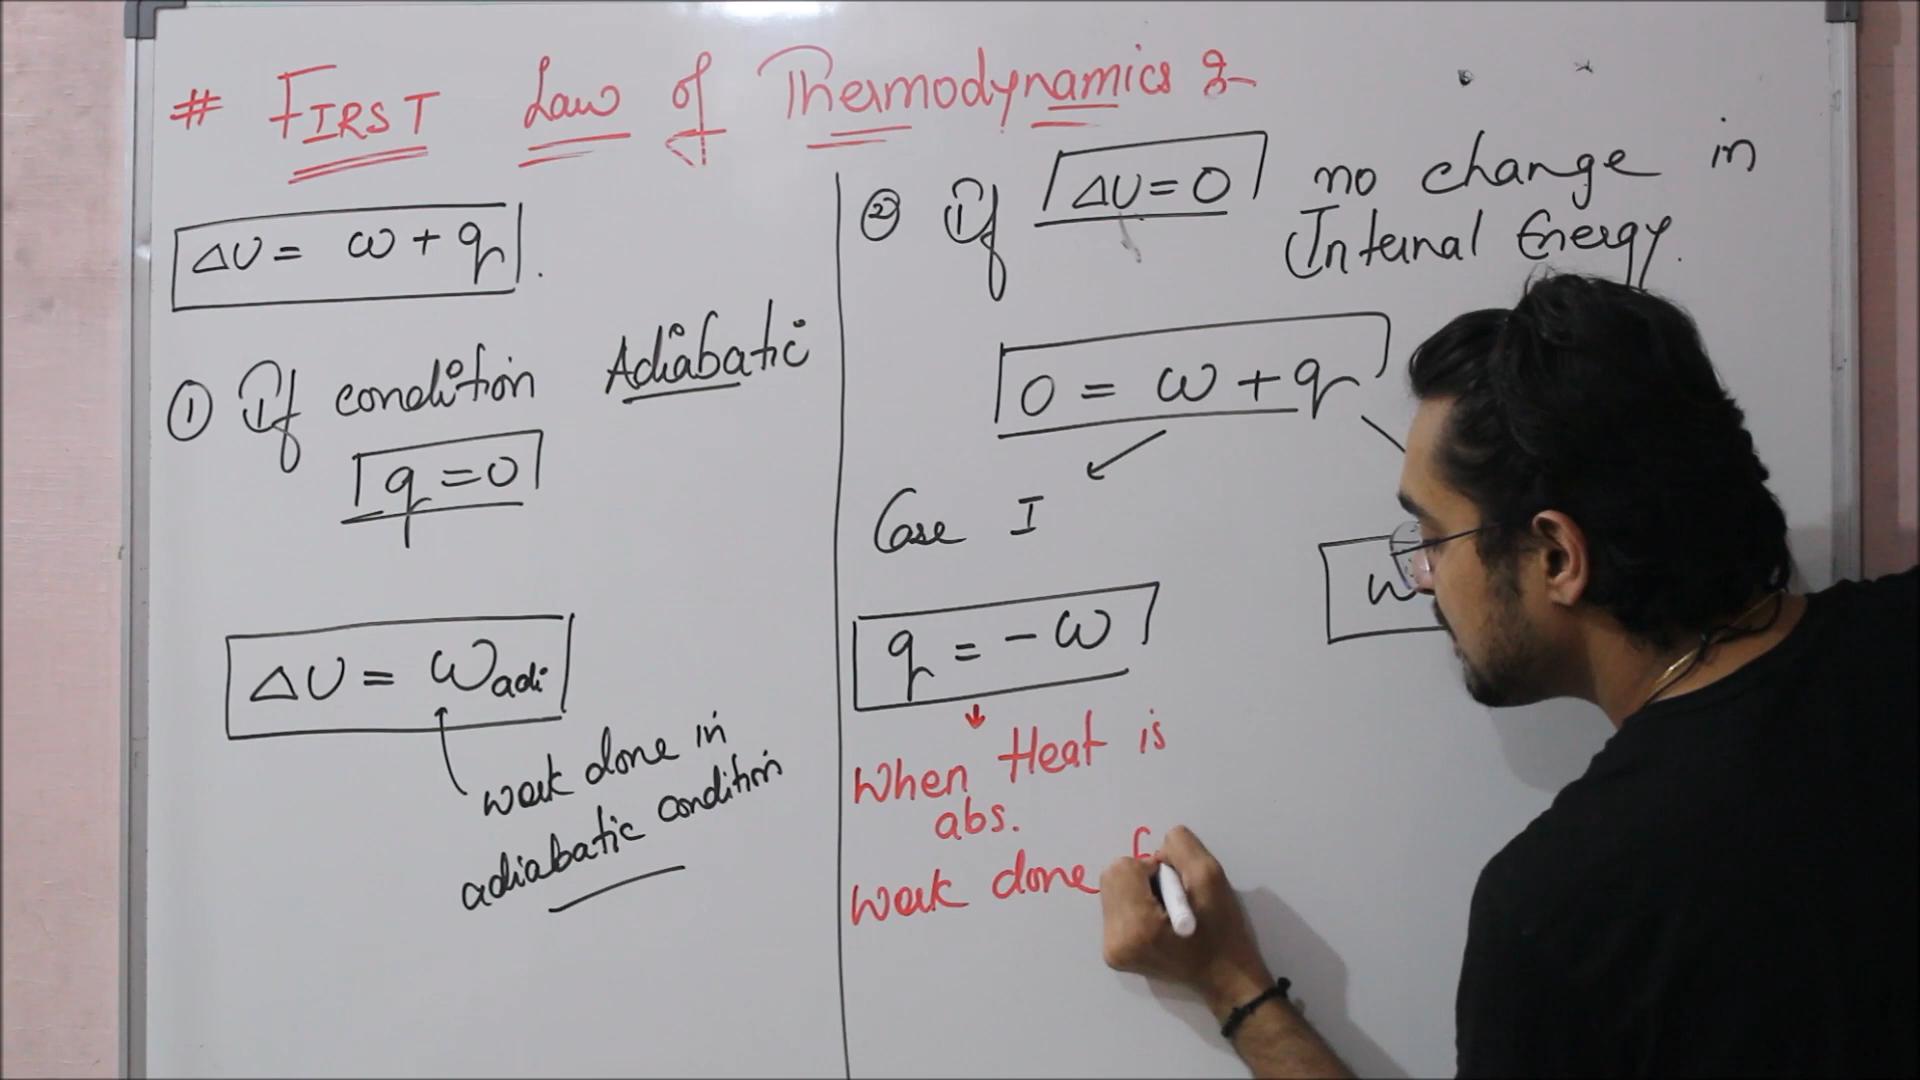 # FIRST Law of Thermodynamics :-
ΔU = w + q .
① If condition Adiabatic
q = 0
ΔU = Wadi
work done in
adiabatic condition
② If ΔU = 0 no change in
Internal Energy.
0 = w + q
Case I
q = - w
When Heat is
abs.
work done
w